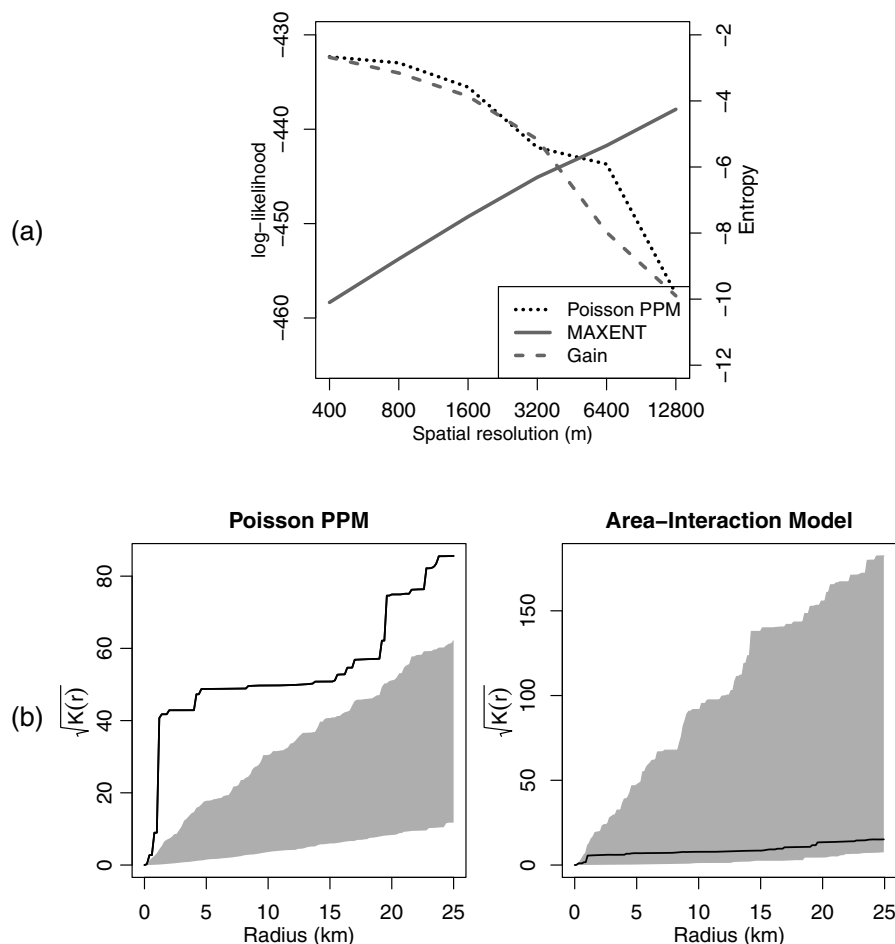 (a)
log−likelihood
−430
−440
−450
−460
Entropy
−2
−4
−6
−8
−10
−12
Poisson PPM
MAXENT
Gain
400 800 1600 3200 6400 12800
Spatial resolution (m)
(b)
Poisson PPM
√K(r)
80
60
40
20
0
0 5 10 15 20 25
Radius (km)
Area−Interaction Model
√K(r)
150
100
50
0
0 5 10 15 20 25
Radius (km)